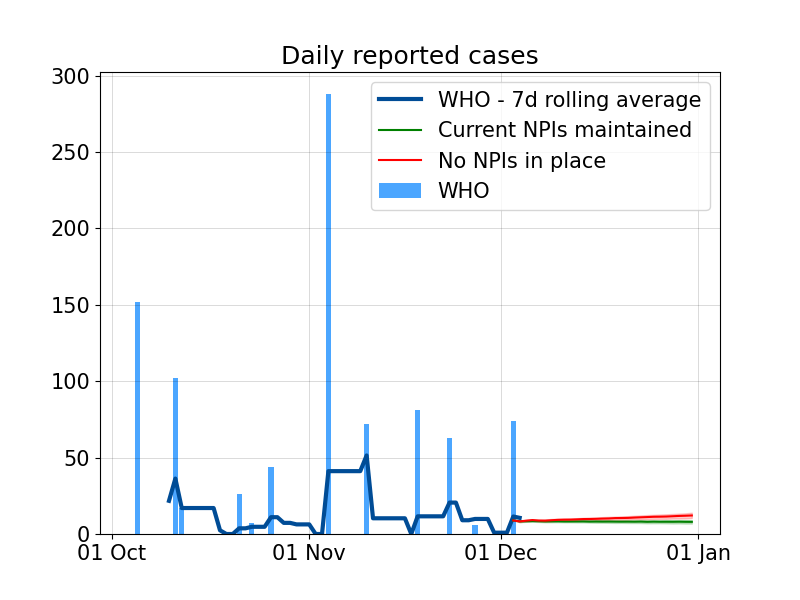 Daily reported cases
300
250
200
150
100
50
0
01 Oct
01 Nov
01 Dec
01 Jan
WHO - 7d rolling average
Current NPIs maintained
No NPIs in place
WHO